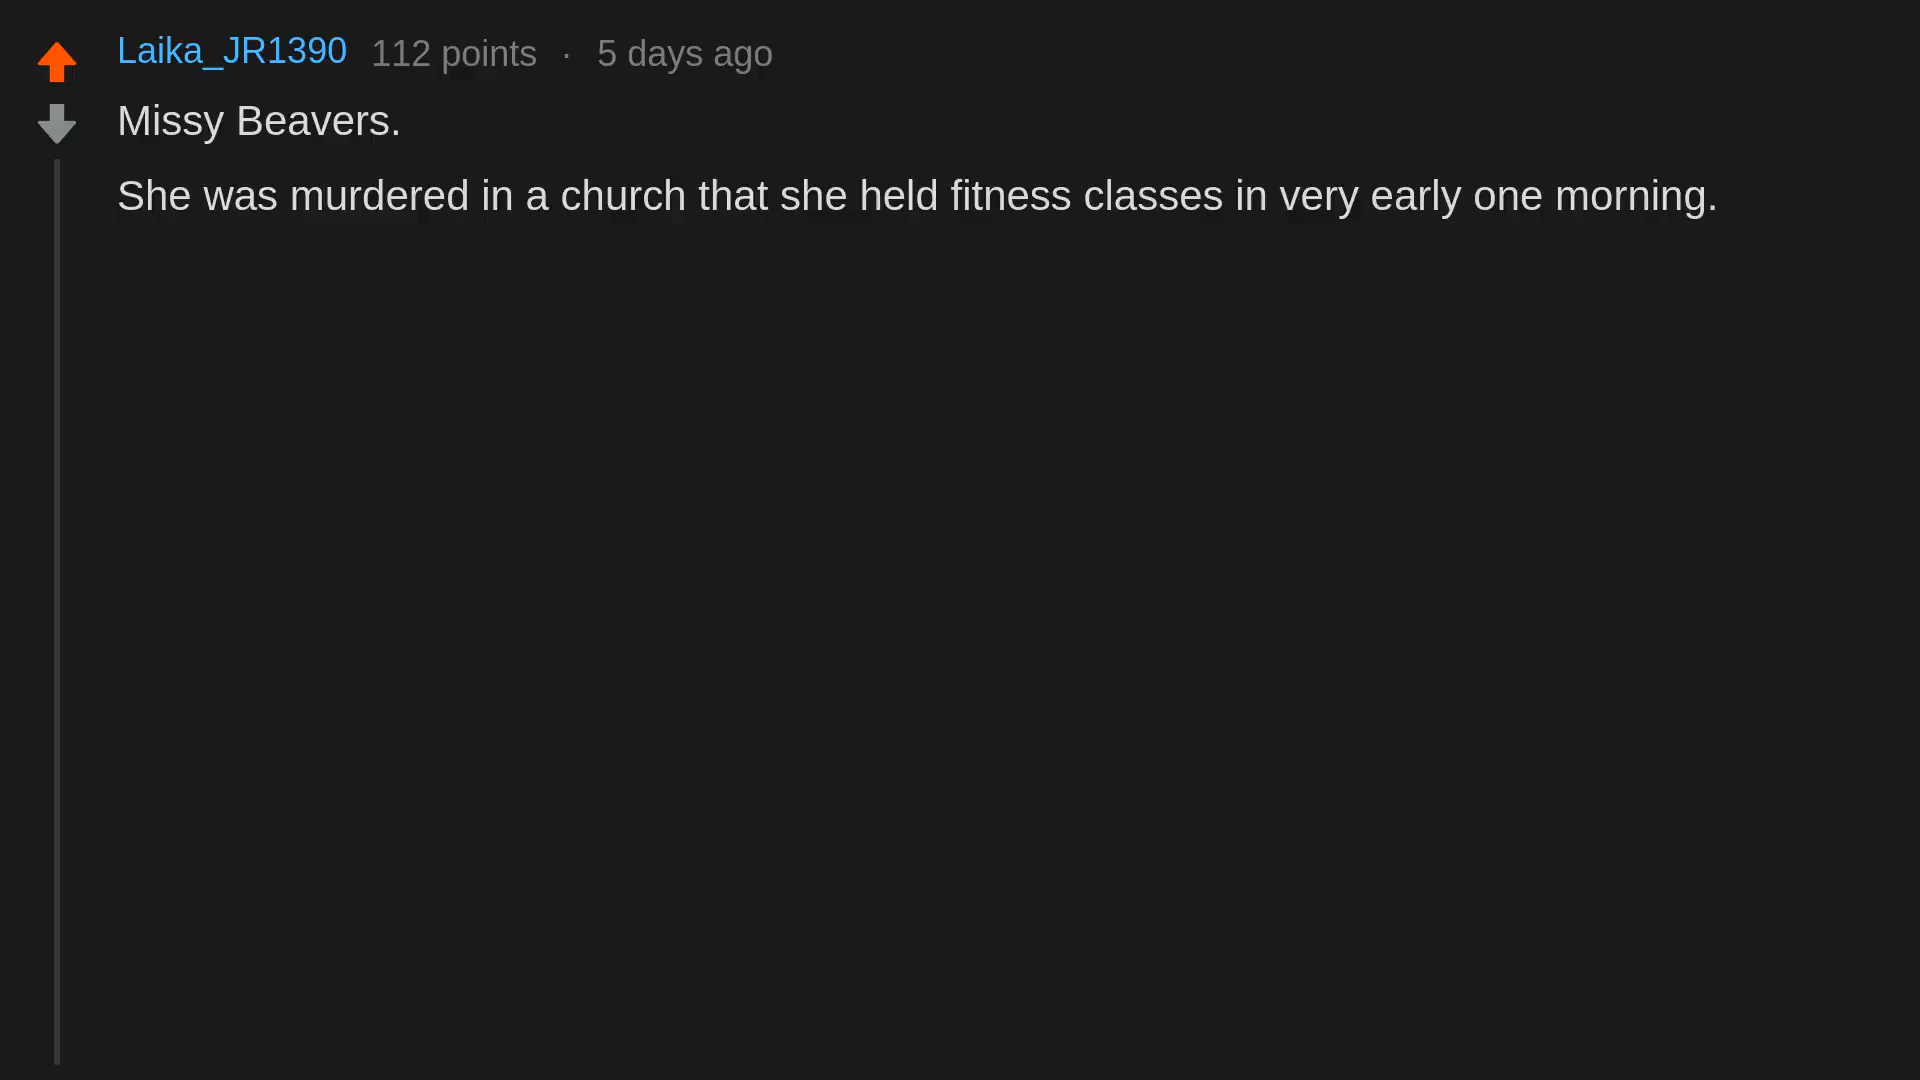 Laika_JR1390 112 points · 5 days ago
Missy Beavers.
She was murdered in a church that she held fitness classes in very early one morning.